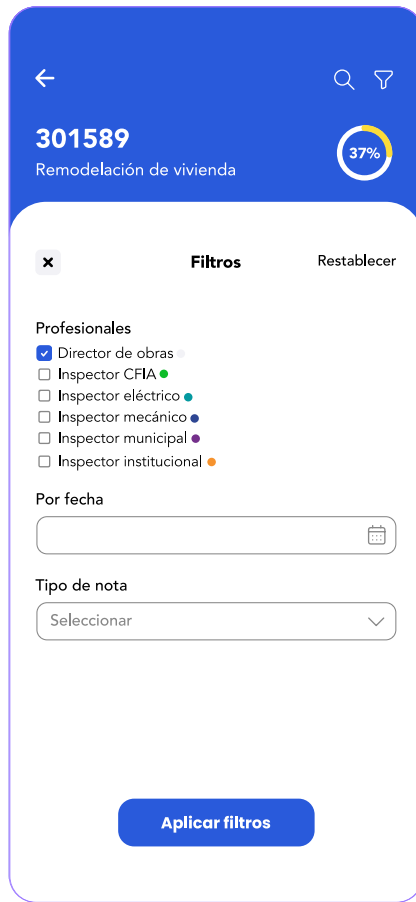 301589
37%
Remodelación de vivienda
Filtros
Restablecer
Profesionales
Director de obras
Inspector CFIA
Inspector eléctrico
Inspector mecánico
Inspector municipal
Inspector institucional
Por fecha
Tipo de nota
Seleccionar
Aplicar filtros